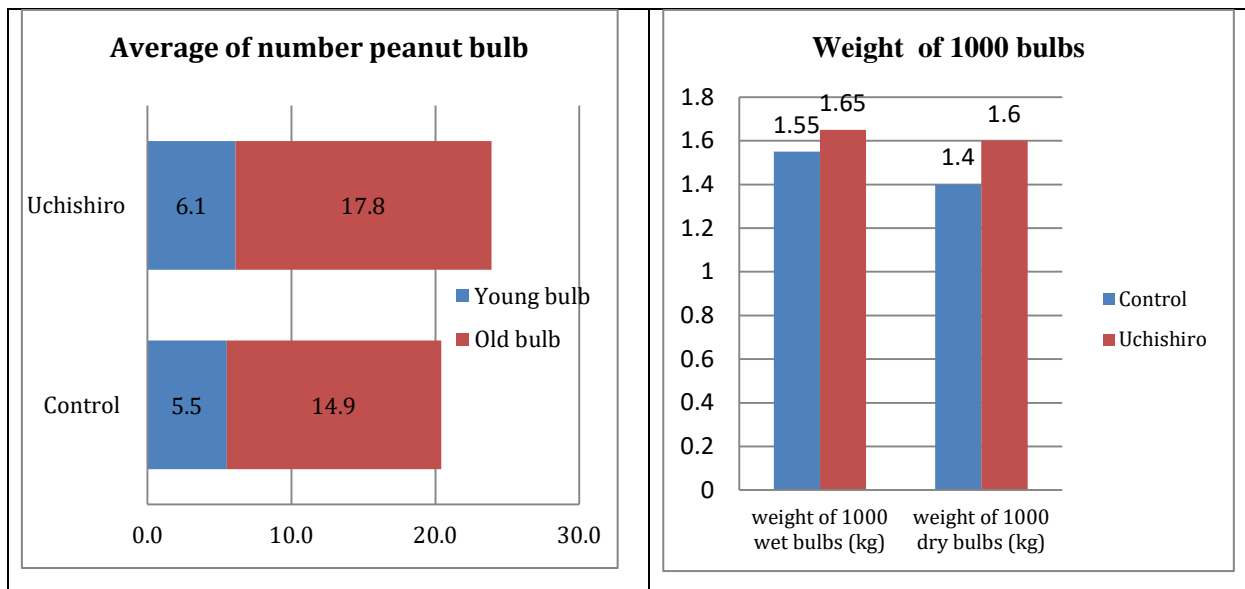 Average of number peanut bulb
Uchishiro
6.1
17.8
Young bulb
Old bulb
Control
5.5
14.9
0.0 10.0 20.0 30.0
Weight of 1000 bulbs
1.8
1.6
1.4
1.2
1
0.8
0.6
0.4
0.2
0
1.55
1.65
1.4
1.6
Control
Uchishiro
weight of 1000
wet bulbs (kg)
weight of 1000
dry bulbs (kg)